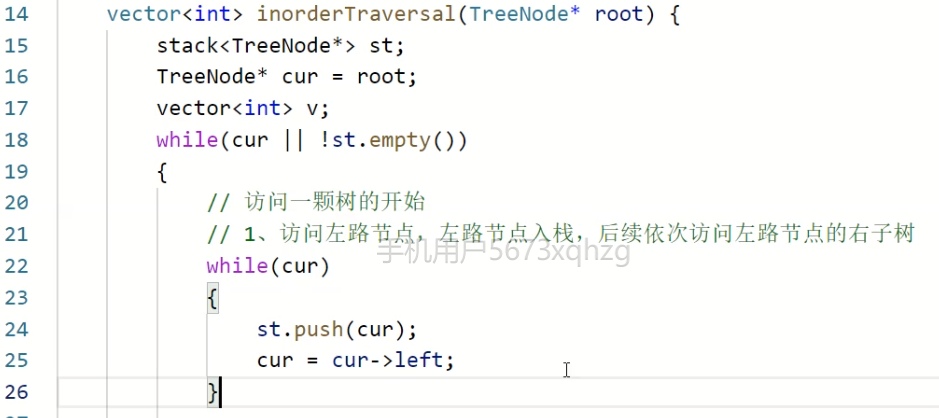 14 vector<int> inorderTraversal(TreeNode* root) {
15 stack<TreeNode*> st;
16 TreeNode* cur = root;
17 vector<int> v;
18 while(cur || !st.empty())
19 {
20 // 访问一颗树的开始
21 // 1、访问左路节点，左路节点入栈，后续依次访问左路节点的右子树
手机用户5673xqhzg
22 while(cur)
23 {
24 st.push(cur);
25 cur = cur->left;
26 }